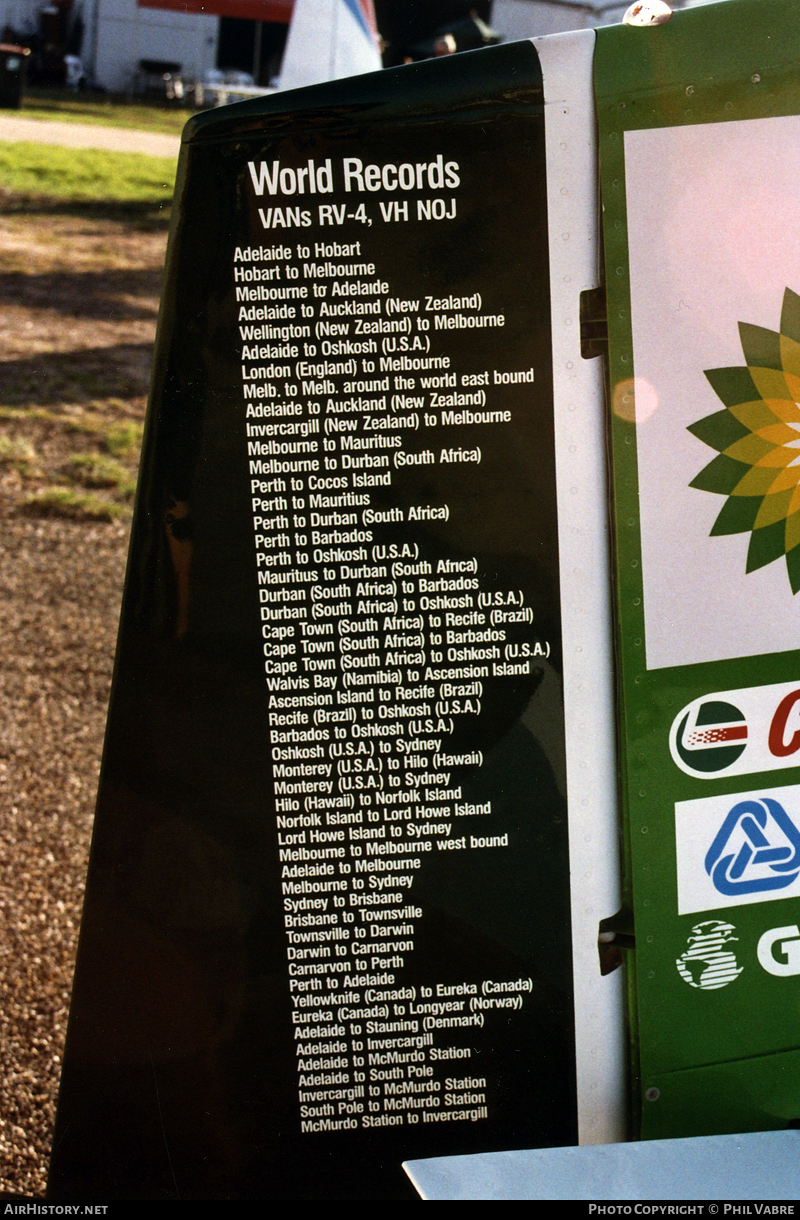 World Records
VANs RV-4, VH NOJ
Adelaide to Hobart
Hobart to Melbourne
Melbourne to Adelaide
Adelaide to Auckland (New Zealand)
Wellington (New Zealand) to Melbourne
Adelaide to Oshkosh (U.S.A.)
London (England) to Melbourne
Melb. to Melb. around the world east bound
Adelaide to Auckland (New Zealand)
Invercargill (New Zealand) to Melbourne
Melbourne to Mauritius
Melbourne to Durban (South Africa)
Perth to Cocos Island
Perth to Mauritius
Perth to Durban (South Africa)
Perth to Barbados
Perth to Oshkosh (U.S.A.)
Mauritius to Durban (South Africa)
Durban (South Africa) to Barbados
Durban (South Africa) to Oshkosh (U.S.A.)
Cape Town (South Africa) to Recife (Brazil)
Cape Town (South Africa) to Barbados
Cape Town (South Africa) to Oshkosh (U.S.A.)
Walvis Bay (Namibia) to Ascension Island
Ascension Island to Recife (Brazil)
Recife (Brazil) to Oshkosh (U.S.A.)
Barbados to Oshkosh (U.S.A.)
Oshkosh (U.S.A.) to Sydney
Monterey (U.S.A.) to Hilo (Hawaii)
Monterey (U.S.A.) to Sydney
Hilo (Hawaii) to Norfolk Island
Norfolk Island to Lord Howe Island
Lord Howe Island to Sydney
Melbourne to Melbourne west bound
Adelaide to Melbourne
Melbourne to Sydney
Sydney to Brisbane
Brisbane to Townsville
Townsville to Darwin
Darwin to Carnarvon
Carnarvon to Perth
Perth to Adelaide
Yellowknife (Canada) to Eureka (Canada)
Eureka (Canada) to Longyear (Norway)
Adelaide to Stauning (Denmark)
Adelaide to Invercargill
Adelaide to McMurdo Station
Adelaide to South Pole
Invercargill to McMurdo Station
South Pole to McMurdo Station
McMurdo Station to Invercargill
C
G
AirHistory.net
Photo Copyright © Phil Vabre